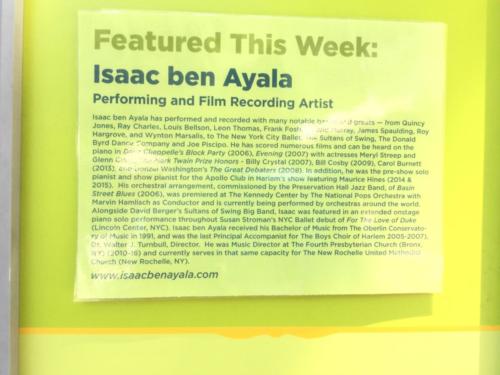 Featured This Week:
Isaac ben Ayala
Performing and Film Recording Artist
Isaac ben Ayala has performed and recorded with many notable greats — from Quincy
Jones, Ray Charles, Louis Bellson, Leon Thomas, Frank Murray, James Spaulding, Roy
Hargrove, and Wynton Marsalis, to The New York City Ballet, The Sultans of Swing, The Donald
Byrd Dance Company and Joe Piscipo. He has scored numerous films and can be heard on the
piano in Dave Chappelle's Block Party (2006), Evening (2007) with actresses Meryl Streep and
Glenn Mark Twain Prize Honors - Billy Crystal (2007), Bill Cosby (2009), Carol Burnett
(2013), and Denzel Washington's The Great Debaters (2008). In addition, he was the pre-show solo
pianist and show pianist for the Apollo Club in Harlem's show featuring Maurice Hines (2014 &
2015). His orchestral arrangement, commissioned by the Preservation Hall Jazz Band, of Basin
Street Blues (2006), was premiered at The Kennedy Center by The National Pops Orchestra with
Marvin Hamlisch as Conductor and is currently being performed by orchestras around the world.
Alongside David Berger's Sultans of Swing Big Band, Isaac was featured in an extended onstage
piano solo performance throughout Susan Stroman's NYC Ballet debut of For The Love of Duke
(Lincoln Center, NYC). Isaac ben Ayala received his Bachelor of Music from The Oberlin Conservato-
ry of Music in 1991, and was the last Principal Accompanist for The Boys Choir of Harlem 2005-2007),
Dr. Walter J. Turnbull, Director. He was Music Director at The Fourth Presbyterian Church (Bronx,
NY) (2010-16) and currently serves in that same capacity for The New Rochelle United Methodist
Church (New Rochelle, NY).
www.isaacbenayala.com